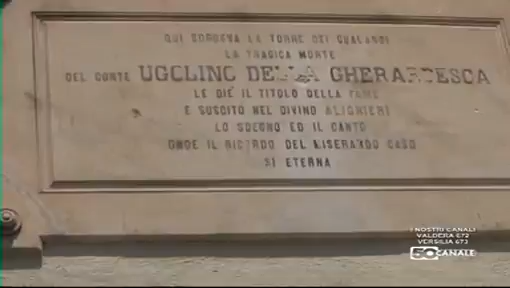 QUI SORGEVA LA TORRE DEI GUALANDI
LA TRAGICA MORTE
DEL CONTE UGOLINO DELLA GHERARDESCA
LE DIE' IL TITOLO DELLA FAME
E SUSCITÒ NEL DIVINO ALIGHIERI
LO SDEGNO ED IL CANTO
ONDE IL RICORDO DEL MISERANDO CASO
SI ETERNA
I NOSTRI CANALI
VALDERA 672
VERSILIA 673
50 CANALE